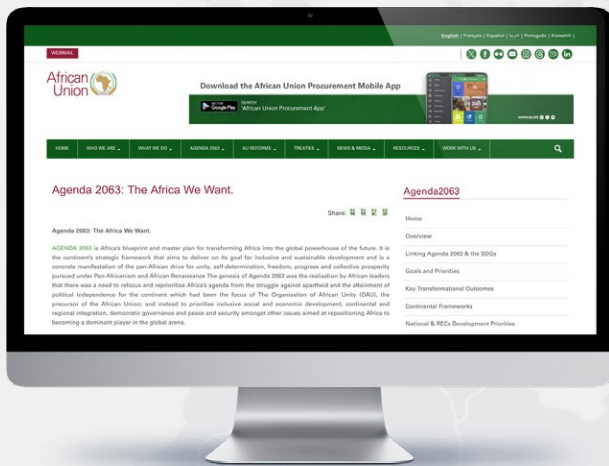 English | Français | Español | العربية | Português | Kiswahili |
WEBMAIL
African
Union
Download the African Union Procurement Mobile App
Google Play
SEARCH
'African Union Procurement App'
www.au.int
HOME
WHO WE ARE
WHAT WE DO
AGENDA 2063
AU REFORMS
TREATIES
NEWS & MEDIA
RESOURCES
WORK WITH US
Agenda 2063: The Africa We Want.
Share:
Agenda 2063: The Africa We Want.
AGENDA 2063 is Africa's blueprint and master plan for transforming Africa into the global powerhouse of the future. It is
the continent's strategic framework that aims to deliver on its goal for inclusive and sustainable development and is a
concrete manifestation of the pan-African drive for unity, self-determination, freedom, progress and collective prosperity
pursued under Pan-Africanism and African Renaissance The genesis of Agenda 2063 was the realisation by African leaders
that there was a need to refocus and reprioritise Africa's agenda from the struggle against apartheid and the attainment of
political independence for the continent which had been the focus of The Organisation of African Unity (OAU), the
precursor of the African Union; and instead to prioritise inclusive social and economic development, continental and
regional integration, democratic governance and peace and security amongst other issues aimed at repositioning Africa to
becoming a dominant player in the global arena.
Agenda2063
Home
Overview
Linking Agenda 2063 & the SDGs
Goals and Priorities
Key Transformational Outcomes
Continental Frameworks
National & RECs Development Priorities